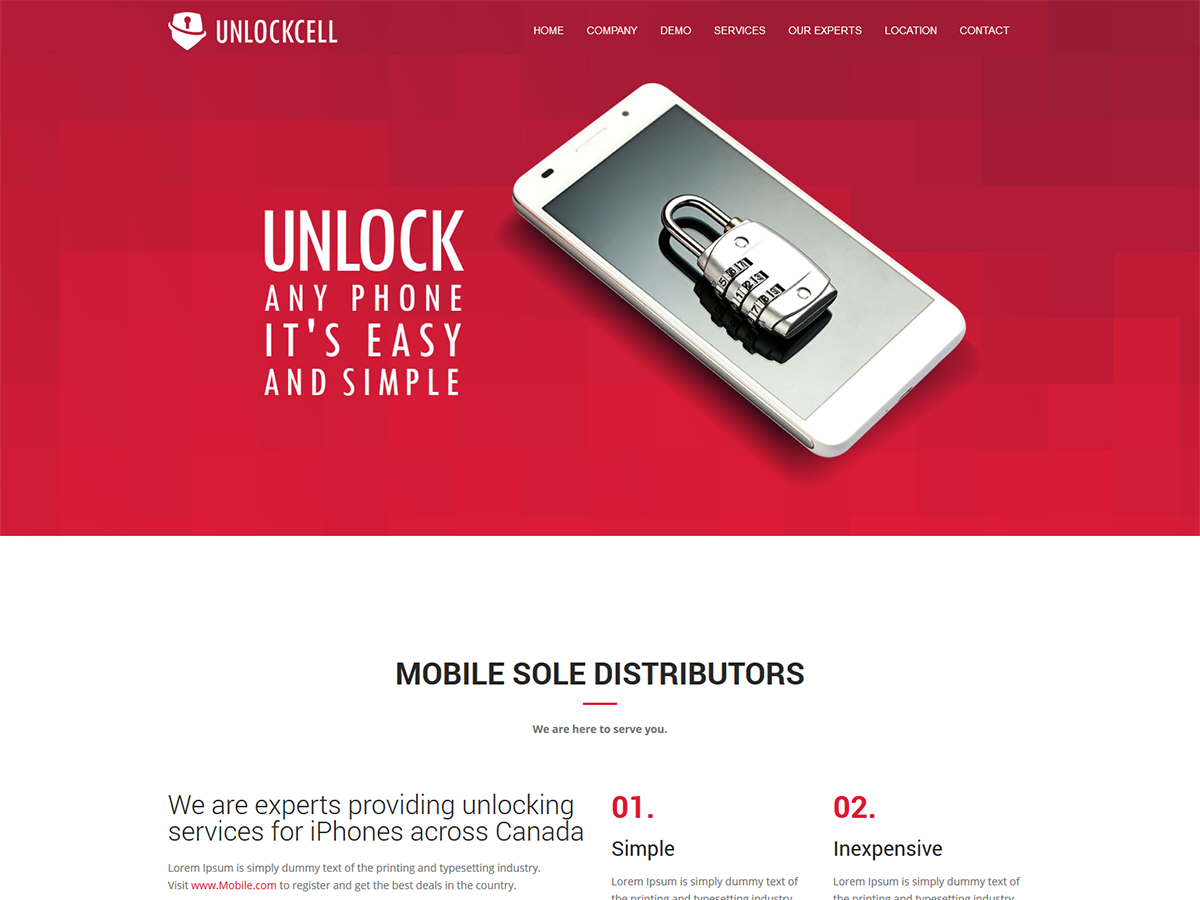 UNLOCKCELL
HOME COMPANY DEMO SERVICES OUR EXPERTS LOCATION CONTACT
UNLOCK
ANY PHONE
IT'S EASY
AND SIMPLE
MOBILE SOLE DISTRIBUTORS
We are here to serve you.
We are experts providing unlocking
services for iPhones across Canada
Lorem Ipsum is simply dummy text of the printing and typesetting industry.
Visit www.Mobile.com to register and get the best deals in the country.
01.
Simple
Lorem Ipsum is simply dummy text of
the printing and typesetting industry.
02.
Inexpensive
Lorem Ipsum is simply dummy text of
the printing and typesetting industry.